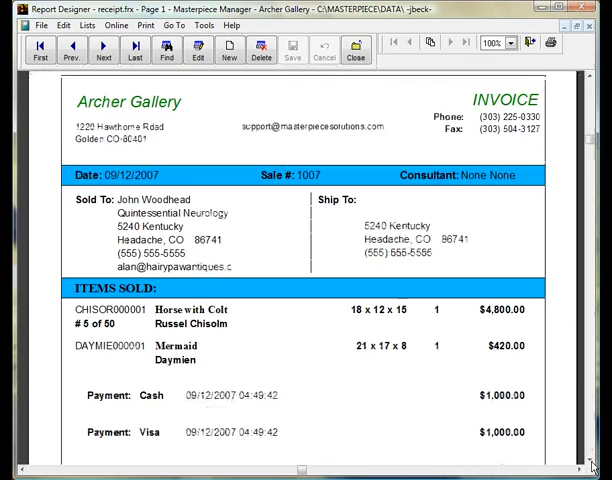 Report Designer - receipt.frx - Page 1 - Masterpiece Manager - Archer Gallery - C:\MASTERPIECE\DATA\ -jbeck-
File Edit Lists Online Print Go To Tools Help
First Prev. Next Last Find Edit New Delete Save Cancel Close 100%
Archer Gallery INVOICE
1220 Hawthorne Road support@masterpiecesolutions.com Phone: (303) 225-0330
Golden CO-80401 Fax: (303) 504-3127
Date: 09/12/2007 Sale #: 1007 Consultant: None None
Sold To: John Woodhead Ship To:
Quintessential Neurology
5240 Kentucky 5240 Kentucky
Headache, CO 86741 Headache, CO 86741
(555) 555-5555 (555) 555-5555
alan@hairypawantiques.c
ITEMS SOLD:
CHISOR000001 Horse with Colt 18 x 12 x 15 1 $4,800.00
# 5 of 50 Russel Chisolm
DAYMIE000001 Mermaid 21 x 17 x 8 1 $420.00
Daymien
Payment: Cash 09/12/2007 04:49:42 $1,000.00
Payment: Visa 09/12/2007 04:49:42 $1,000.00